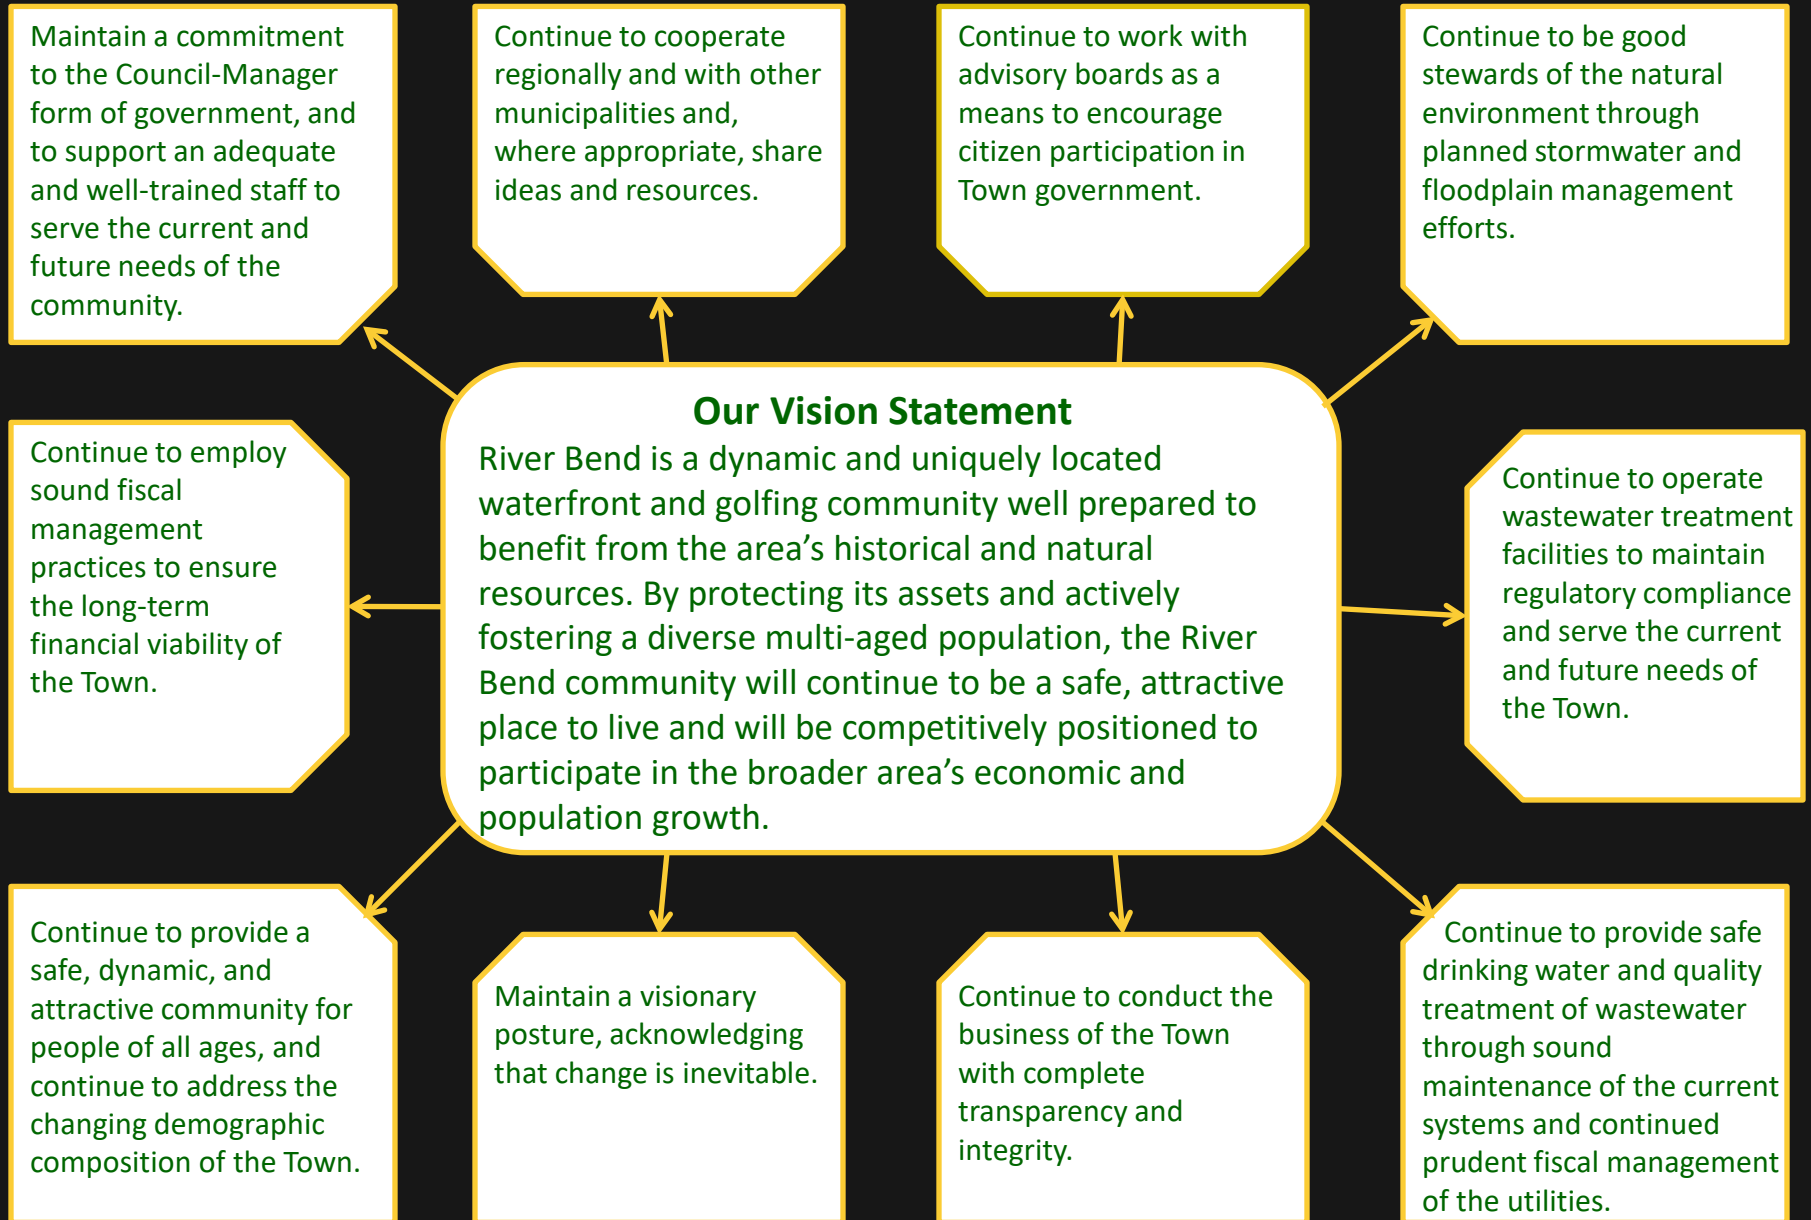 Maintain a commitment
to the Council-Manager
form of government, and
to support an adequate
and well-trained staff to
serve the current and
future needs of the
community.
Continue to cooperate
regionally and with other
municipalities and,
where appropriate, share
ideas and resources.
Continue to work with
advisory boards as a
means to encourage
citizen participation in
Town government.
Continue to be good
stewards of the natural
environment through
planned stormwater and
floodplain management
efforts.
Continue to employ
sound fiscal
management
practices to ensure
the long-term
financial viability of
the Town.
Our Vision Statement
River Bend is a dynamic and uniquely located
waterfront and golfing community well prepared to
benefit from the area’s historical and natural
resources. By protecting its assets and actively
fostering a diverse multi-aged population, the River
Bend community will continue to be a safe, attractive
place to live and will be competitively positioned to
participate in the broader area’s economic and
population growth.
Continue to operate
wastewater treatment
facilities to maintain
regulatory compliance
and serve the current
and future needs of
the Town.
Continue to provide a
safe, dynamic, and
attractive community for
people of all ages, and
continue to address the
changing demographic
composition of the Town.
Maintain a visionary
posture, acknowledging
that change is inevitable.
Continue to conduct the
business of the Town
with complete
transparency and
integrity.
Continue to provide safe
drinking water and quality
treatment of wastewater
through sound
maintenance of the current
systems and continued
prudent fiscal management
of the utilities.